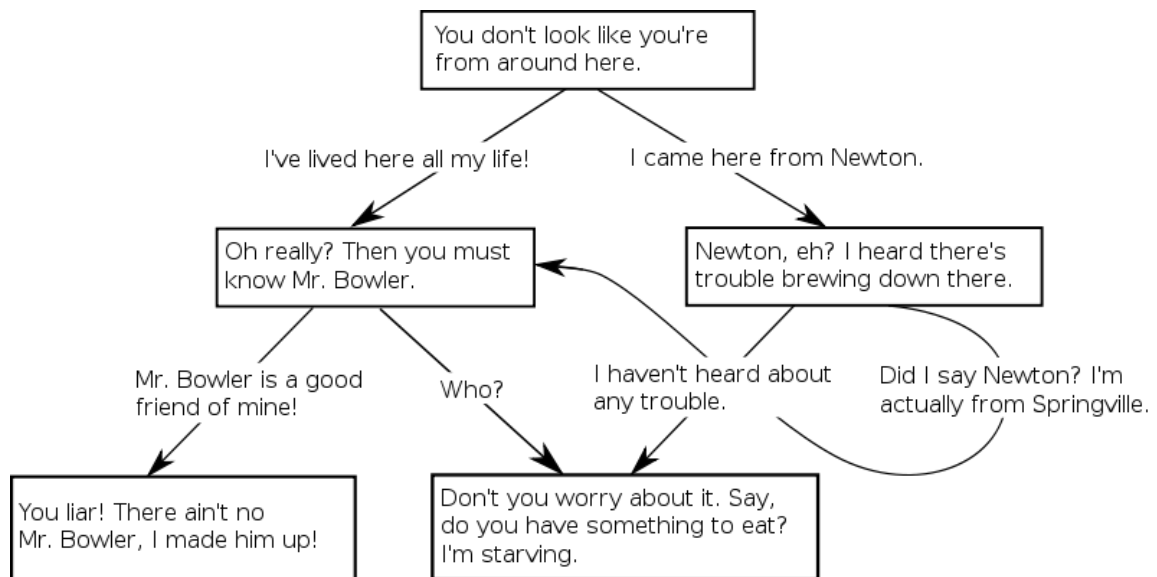 You don't look like you're
from around here.
I've lived here all my life!
I came here from Newton.
Oh really? Then you must
know Mr. Bowler.
Newton, eh? I heard there's
trouble brewing down there.
Mr. Bowler is a good
friend of mine!
Who?
I haven't heard about
any trouble.
Did I say Newton? I'm
actually from Springville.
You liar! There ain't no
Mr. Bowler, I made him up!
Don't you worry about it. Say,
do you have something to eat?
I'm starving.